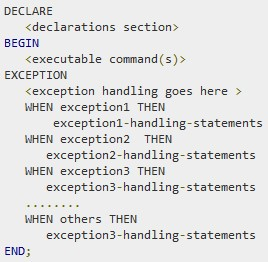 DECLARE
<declarations section>
BEGIN
<executable command(s)>
EXCEPTION
<exception handling goes here >
WHEN exception1 THEN
exception1-handling-statements
WHEN exception2  THEN
exception2-handling-statements
WHEN exception3 THEN
exception3-handling-statements
........
WHEN others THEN
exception3-handling-statements
END;